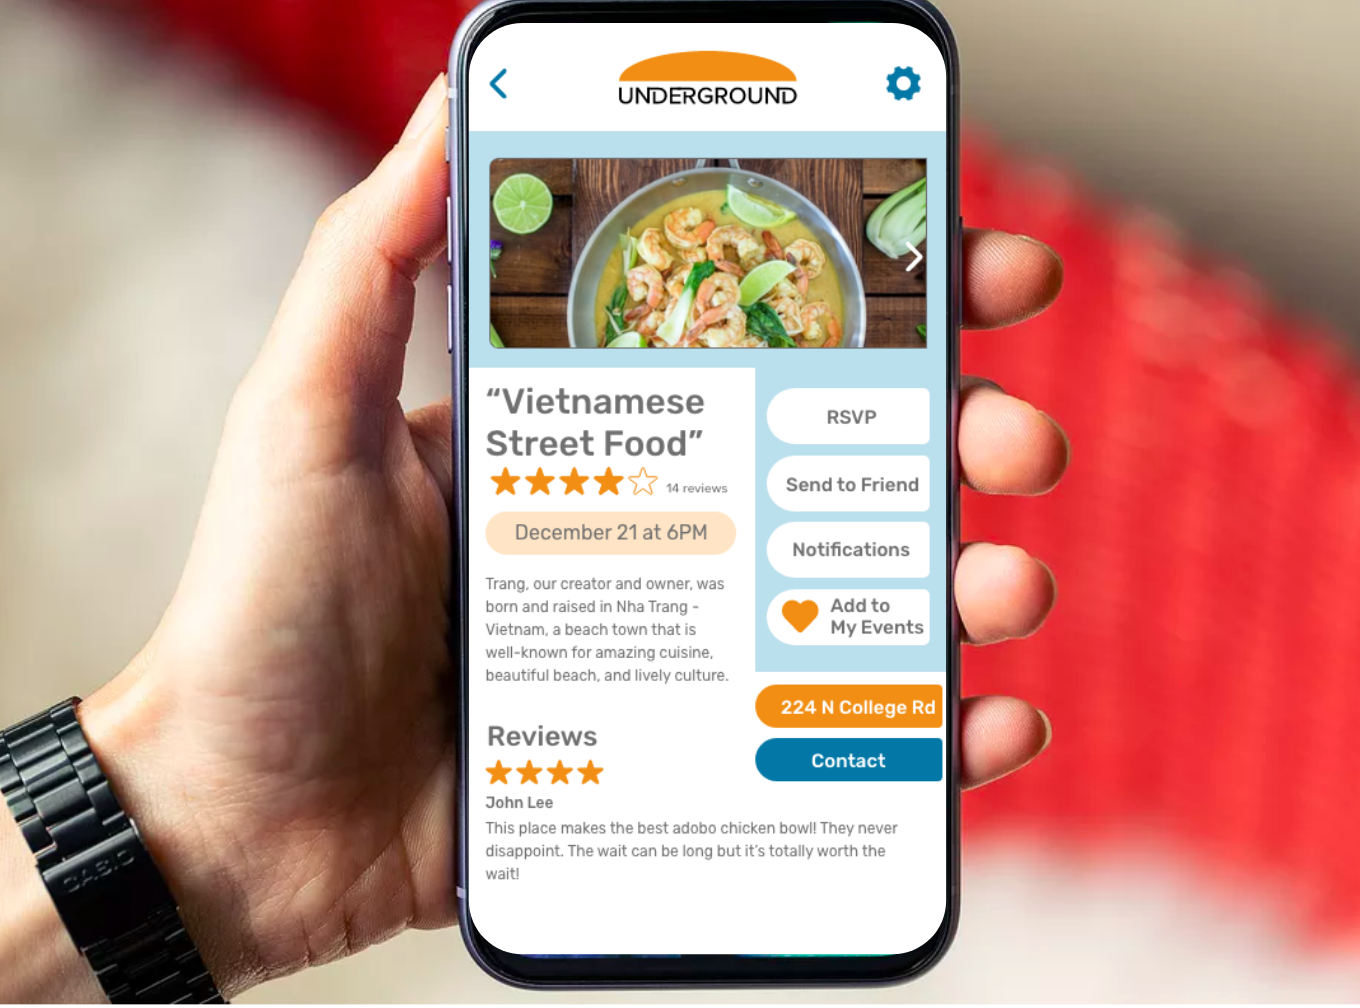 UNDERGROUND
“Vietnamese
Street Food”
14 reviews
December 21 at 6PM
Trang, our creator and owner, was
born and raised in Nha Trang -
Vietnam, a beach town that is
well-known for amazing cuisine,
beautiful beach, and lively culture.
RSVP
Send to Friend
Notifications
Add to
My Events
224 N College Rd
Contact
Reviews
John Lee
This place makes the best adobo chicken bowl! They never
disappoint. The wait can be long but it’s totally worth the
wait!
CASIO